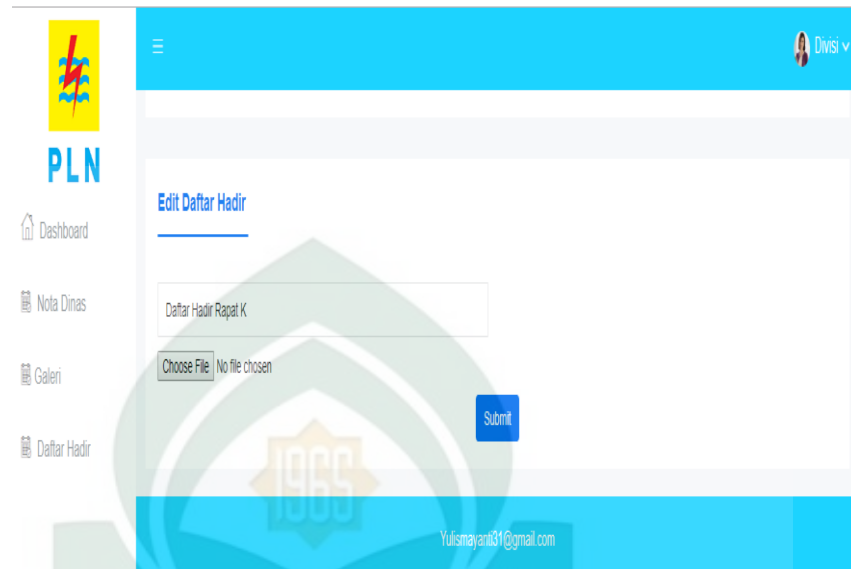 Divisi
PLN
Dashboard
Nota Dinas
Galeri
Daftar Hadir
Edit Daftar Hadir
Daftar Hadir Rapat K
Choose File No file chosen
Submit
1965
Yulismayanti31@gmail.com